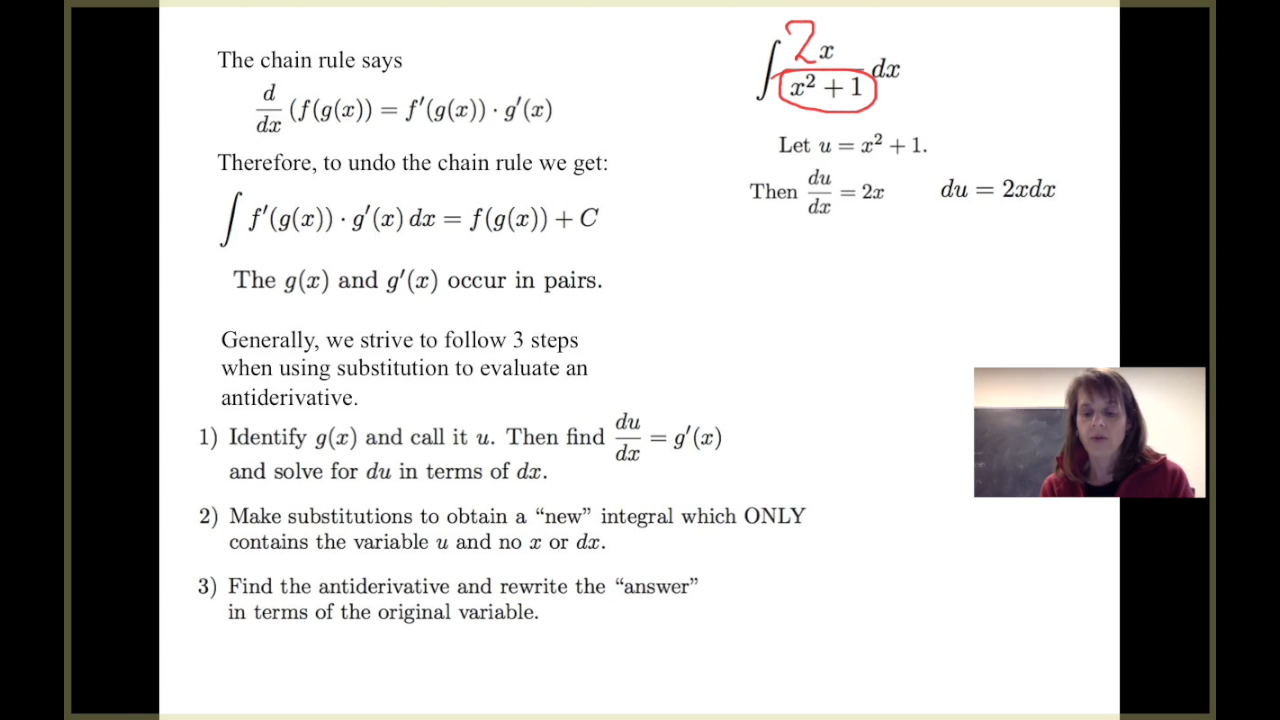 The chain rule says
d/dx (f(g(x)) = f′(g(x)) · g′(x)
Therefore, to undo the chain rule we get:
∫ f′(g(x)) · g′(x) dx = f(g(x)) + C
The g(x) and g′(x) occur in pairs.
Generally, we strive to follow 3 steps
when using substitution to evaluate an
antiderivative.
1) Identify g(x) and call it u. Then find du/dx = g′(x)
and solve for du in terms of dx.
2) Make substitutions to obtain a “new” integral which ONLY
contains the variable u and no x or dx.
3) Find the antiderivative and rewrite the “answer”
in terms of the original variable.
∫ 2x/(x² + 1) dx
Let u = x² + 1.
Then du/dx = 2x du = 2xdx